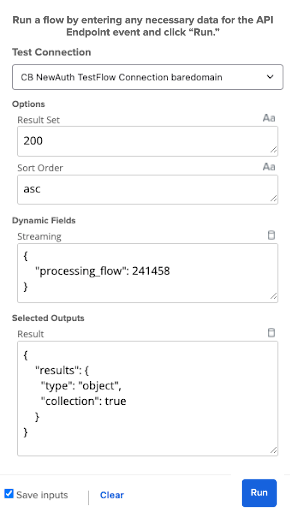 Run a flow by entering any necessary data for the API
Endpoint event and click “Run.”
Test Connection
CB NewAuth TestFlow Connection baredomain
Options
Result Set Aa
200
Sort Order Aa
asc
Dynamic Fields
Streaming
{
"processing_flow": 241458
}
Selected Outputs
Result
{
"results": {
"type": "object",
"collection": true
}
}
Save inputs Clear Run